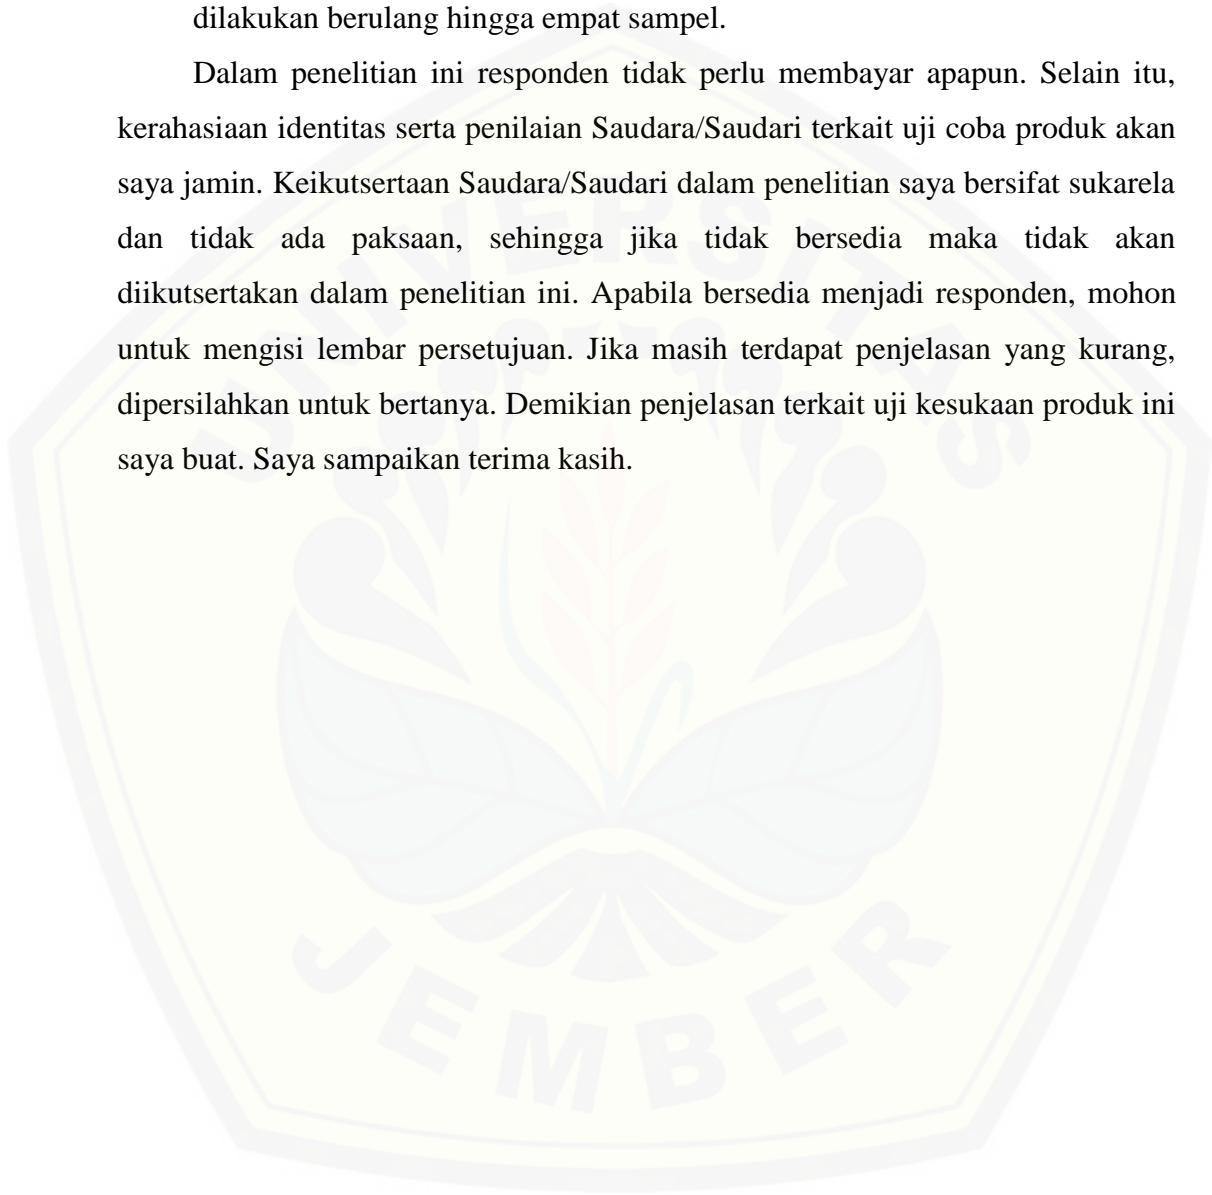 dilakukan berulang hingga empat sampel.
Dalam penelitian ini responden tidak perlu membayar apapun. Selain itu,
kerahasiaan identitas serta penilaian Saudara/Saudari terkait uji coba produk akan
saya jamin. Keikutsertaan Saudara/Saudari dalam penelitian saya bersifat sukarela
dan tidak ada paksaan, sehingga jika tidak bersedia maka tidak akan
diikutsertakan dalam penelitian ini. Apabila bersedia menjadi responden, mohon
untuk mengisi lembar persetujuan. Jika masih terdapat penjelasan yang kurang,
dipersilahkan untuk bertanya. Demikian penjelasan terkait uji kesukaan produk ini
saya buat. Saya sampaikan terima kasih.
UNIVERSITAS
JEMBER